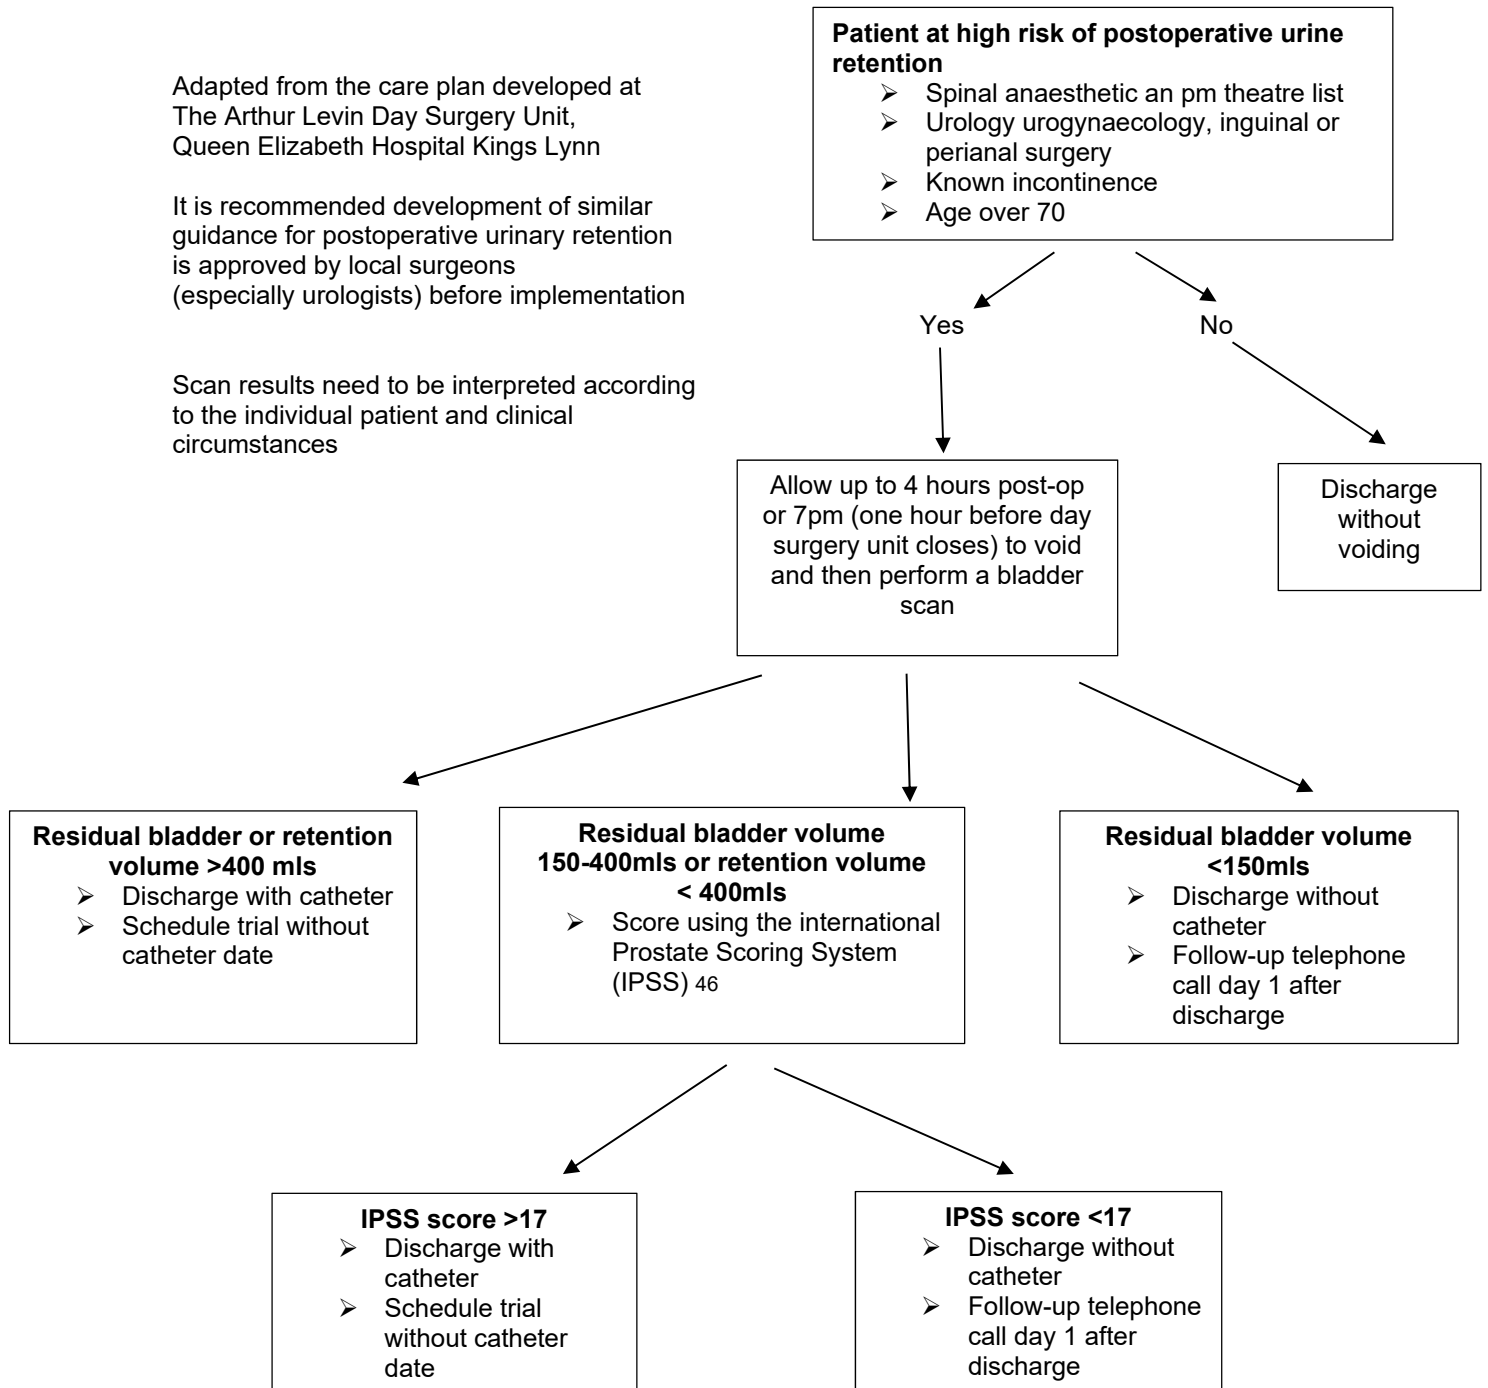 Adapted from the care plan developed at
The Arthur Levin Day Surgery Unit,
Queen Elizabeth Hospital Kings Lynn
It is recommended development of similar
guidance for postoperative urinary retention
is approved by local surgeons
(especially urologists) before implementation
Scan results need to be interpreted according
to the individual patient and clinical
circumstances
Patient at high risk of postoperative urine
retention
➢ Spinal anaesthetic an pm theatre list
➢ Urology urogynaecology, inguinal or
perianal surgery
➢ Known incontinence
➢ Age over 70
Yes
No
Allow up to 4 hours post-op
or 7pm (one hour before day
surgery unit closes) to void
and then perform a bladder
scan
Discharge
without
voiding
Residual bladder or retention
volume >400 mls
➢ Discharge with catheter
➢ Schedule trial without
catheter date
Residual bladder volume
150-400mls or retention volume
< 400mls
➢ Score using the international
Prostate Scoring System
(IPSS) 46
Residual bladder volume
<150mls
➢ Discharge without
catheter
➢ Follow-up telephone
call day 1 after
discharge
IPSS score >17
➢ Discharge with
catheter
➢ Schedule trial
without catheter
date
IPSS score <17
➢ Discharge without
catheter
➢ Follow-up telephone
call day 1 after
discharge